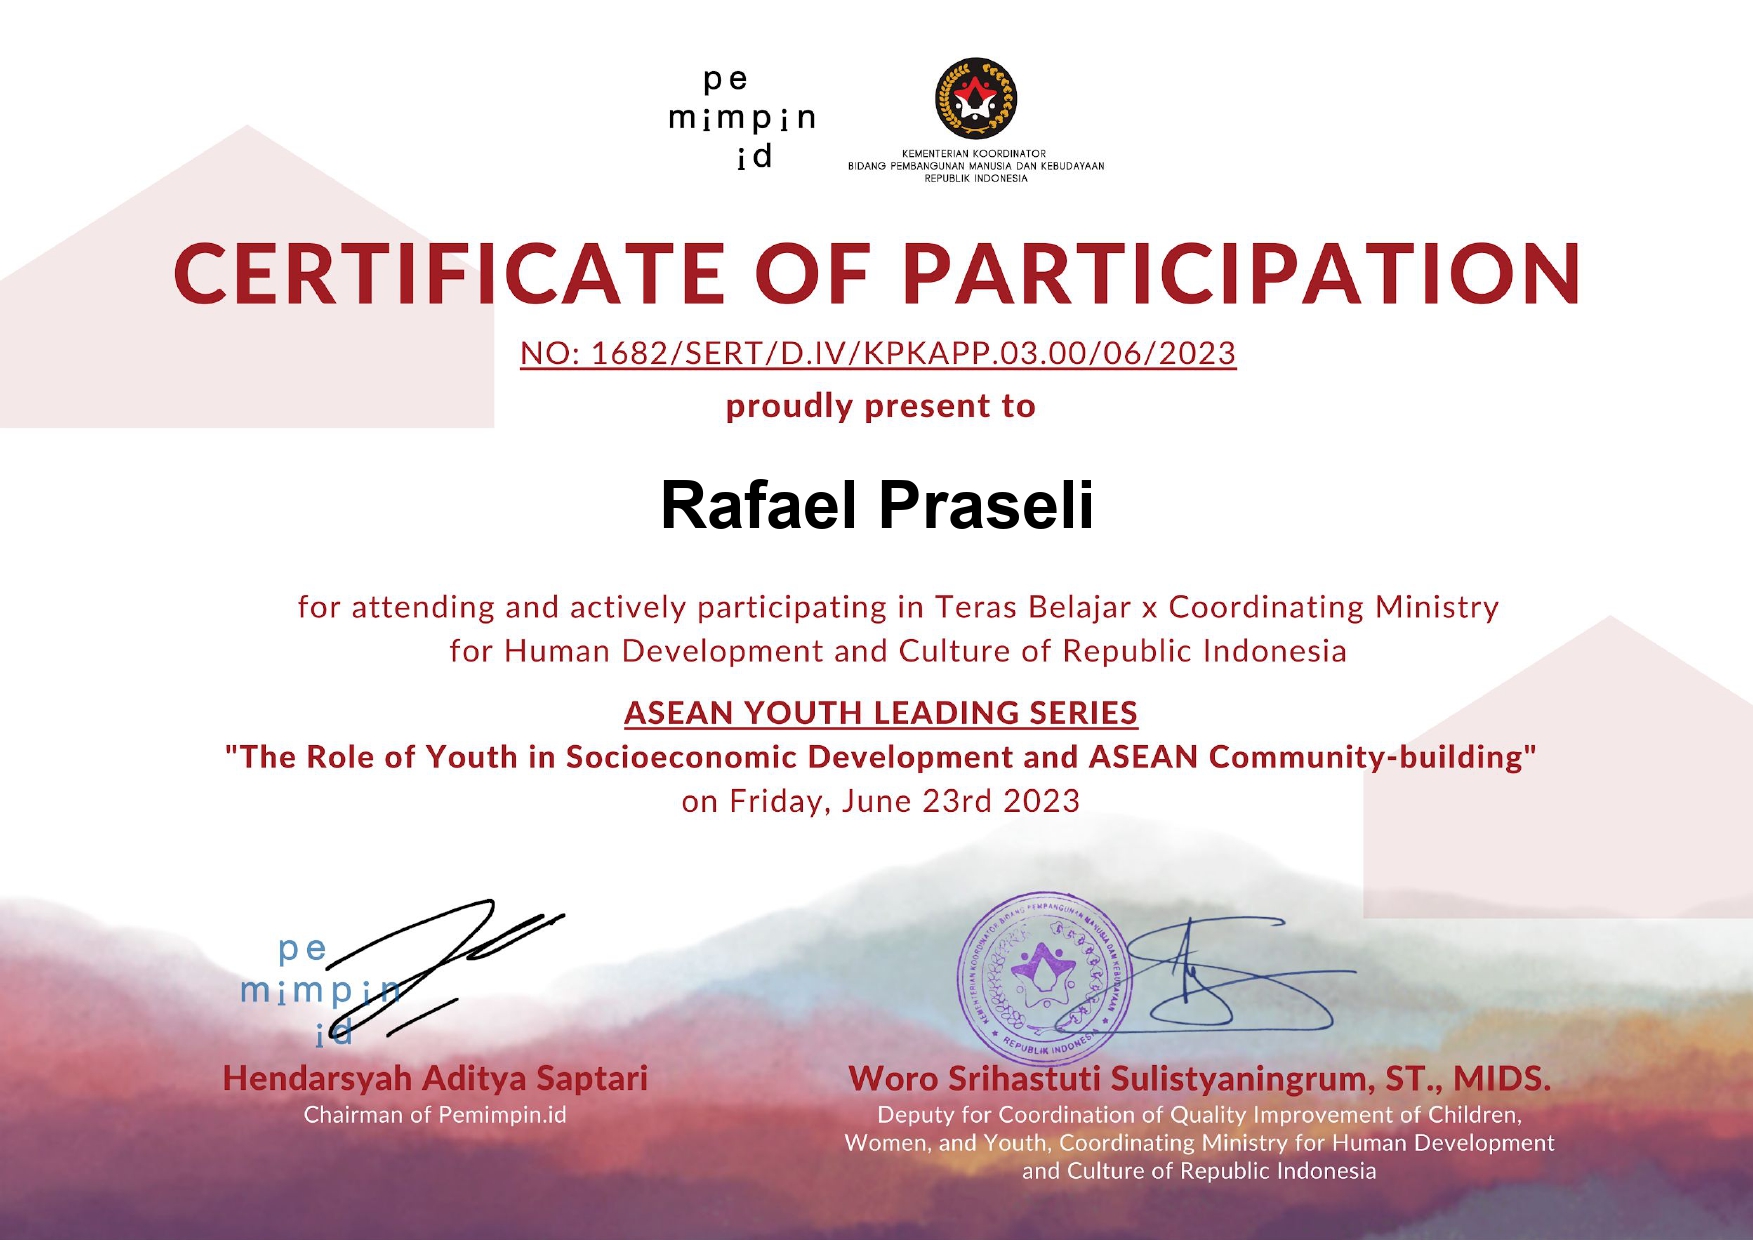 pe
mimpin
id
KEMENTERIAN KOORDINATOR
BIDANG PEMBANGUNAN MANUSIA DAN KEBUDAYAAN
REPUBLIK INDONESIA
CERTIFICATE OF PARTICIPATION
NO: 1682/SERT/D.IV/KPKAPP.03.00/06/2023
proudly present to
Rafael Praseli
for attending and actively participating in Teras Belajar x Coordinating Ministry
for Human Development and Culture of Republic Indonesia
ASEAN YOUTH LEADING SERIES
"The Role of Youth in Socioeconomic Development and ASEAN Community-building"
on Friday, June 23rd 2023
pe
mimpin
id
Hendarsyah Aditya Saptari
Chairman of Pemimpin.id
KEMENTERIAN KOORDINATOR BIDANG PEMBANGUNAN MANUSIA DAN KEBUDAYAAN
REPUBLIK INDONESIA
Woro Srihastuti Sulistyaningrum, ST., MIDS.
Deputy for Coordination of Quality Improvement of Children,
Women, and Youth, Coordinating Ministry for Human Development
and Culture of Republic Indonesia